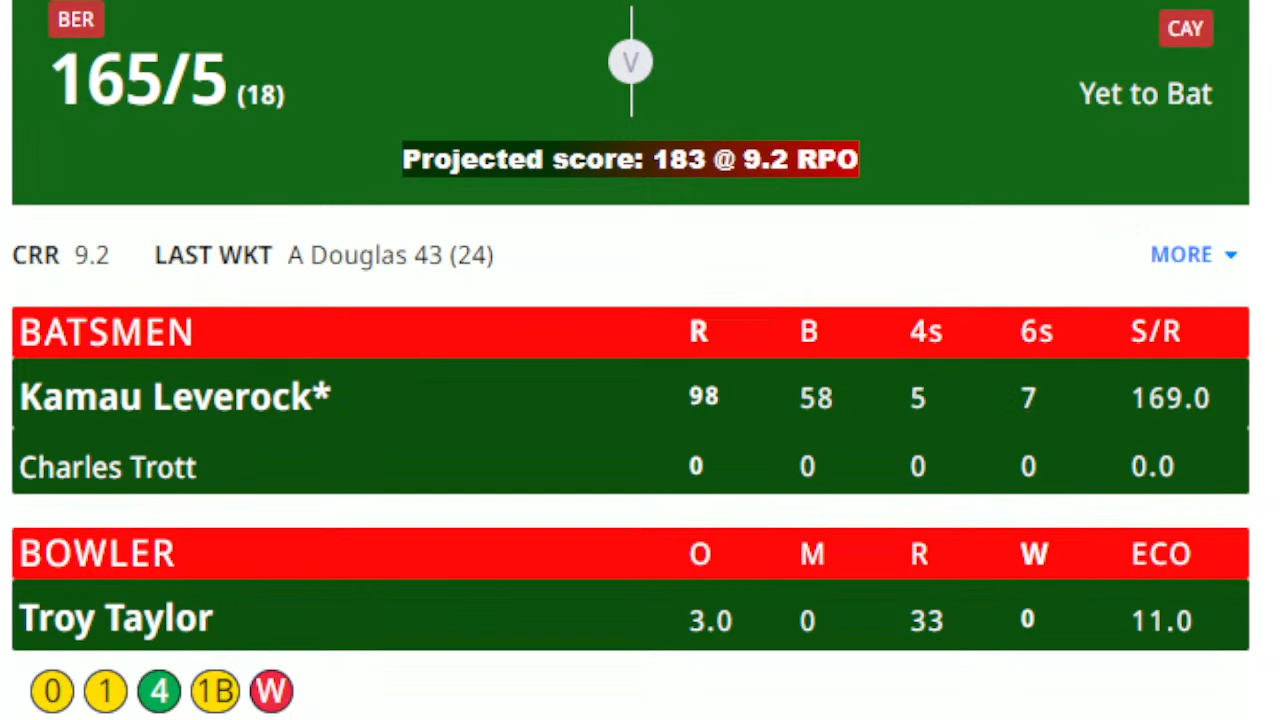 BER
CAY
165/5 (18)
V
Yet to Bat
Projected score: 183 @ 9.2 RPO
CRR 9.2 LAST WKT A Douglas 43 (24) MORE
BATSMEN R B 4s 6s S/R
Kamau Leverock* 98 58 5 7 169.0
Charles Trott 0 0 0 0 0.0
BOWLER O M R W ECO
Troy Taylor 3.0 0 33 0 11.0
0 1 4 1B W